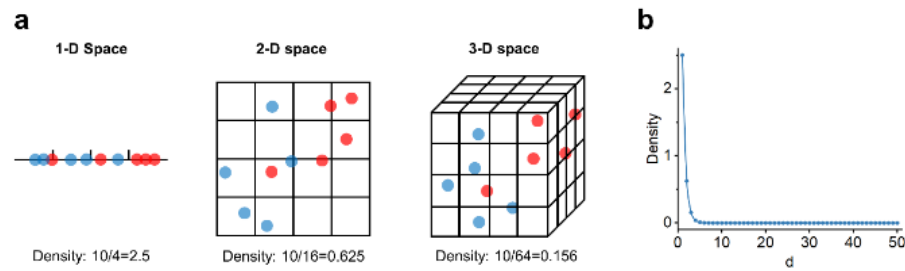 a
1-D Space
2-D space
3-D space
Density: 10/4=2.5
Density: 10/16=0.625
Density: 10/64=0.156
b
Density
2
1
0
0
10
20
30
40
50
d